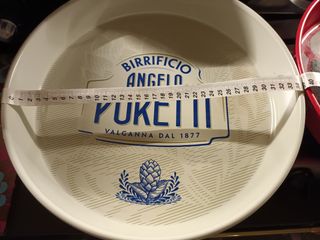 BIRRIFICIO
ANGELO
PORETTI
VALGANNA DAL 1877